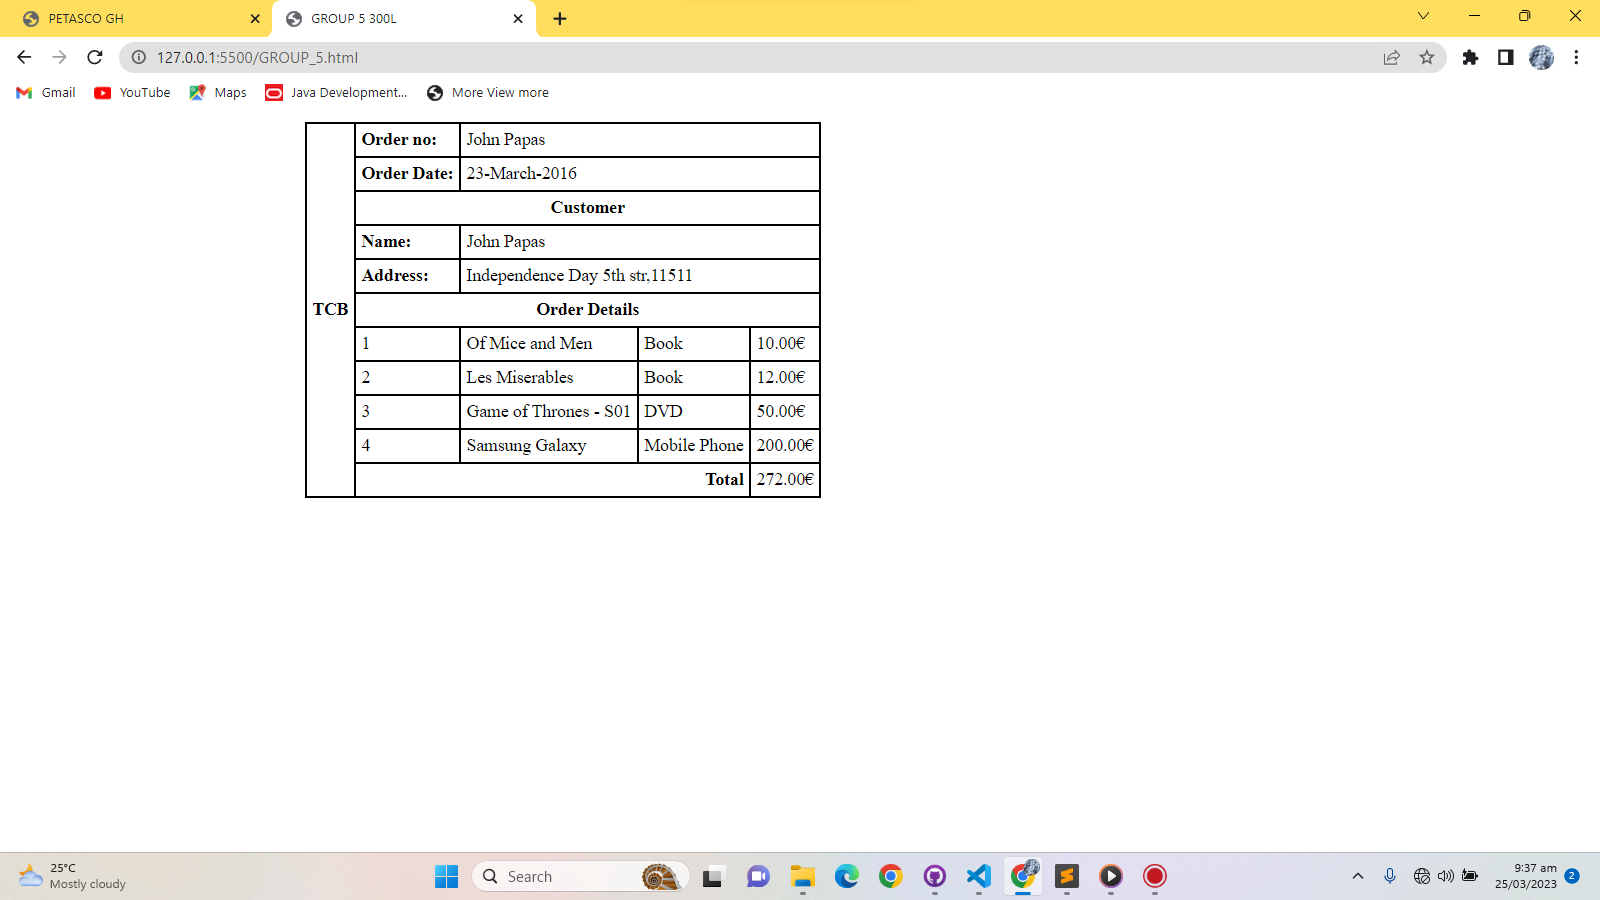 PETASCO GH
GROUP 5 300L
127.0.0.1:5500/GROUP_5.html
Gmail YouTube Maps Java Development... More View more
Order no: John Papas
Order Date: 23-March-2016
Customer
Name: John Papas
Address: Independence Day 5th str,11511
TCB
Order Details
1 Of Mice and Men Book 10.00€
2 Les Miserables Book 12.00€
3 Game of Thrones - S01 DVD 50.00€
4 Samsung Galaxy Mobile Phone 200.00€
Total 272.00€
25°C
Mostly cloudy
Search
9:37 am
25/03/2023
2